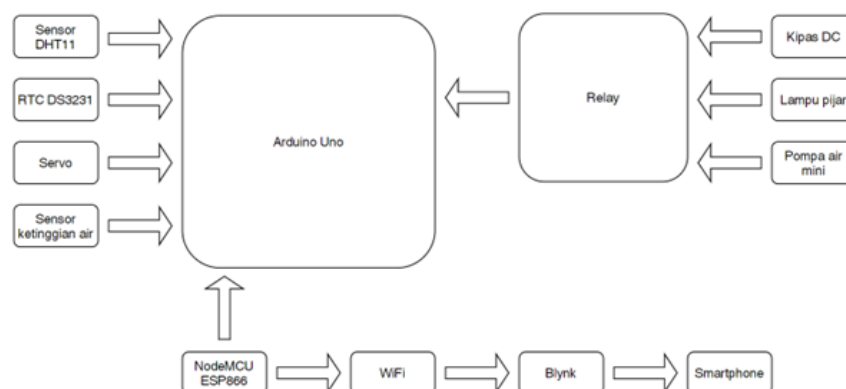 Sensor
DHT11
RTC DS3231
Servo
Sensor
ketinggian air
Arduino Uno
Relay
Kipas DC
Lampu pijar
Pompa air
mini
NodeMCU
ESP866
WiFi
Blynk
Smartphone